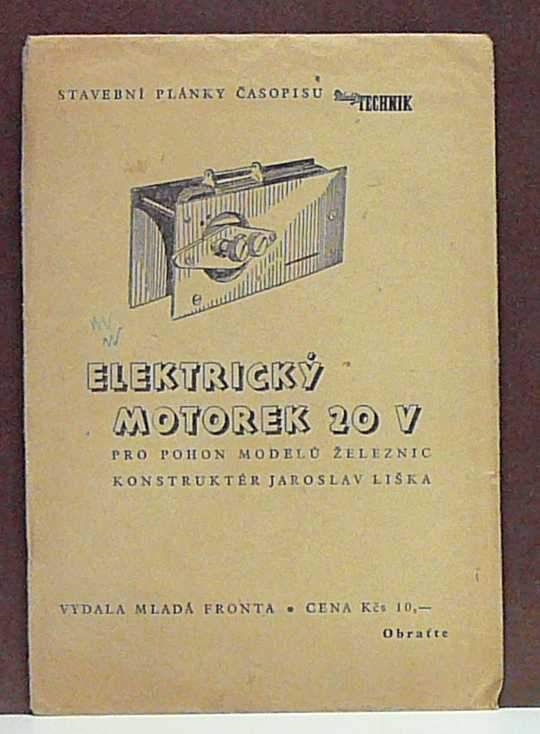 STAVEBNÍ PLÁNKY ČASOPISU TECHNIK
e
ELEKTRICKÝ
MOTOREK 20 V
PRO POHON MODELŮ ŽELEZNIC
KONSTRUKTÉR JAROSLAV LIŠKA
VYDALA MLADÁ FRONTA • CENA Kčs 10,—
Obraťte